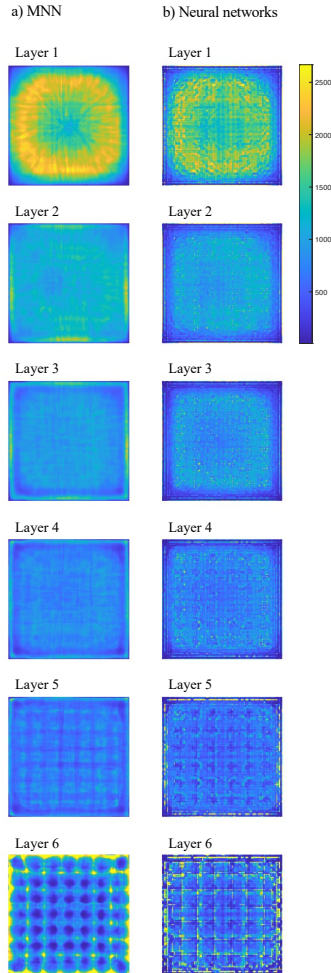 a) MNN
b) Neural networks
Layer 1
Layer 1
2500
2000
1500
1000
500
Layer 2
Layer 2
Layer 3
Layer 3
Layer 4
Layer 4
Layer 5
Layer 5
Layer 6
Layer 6